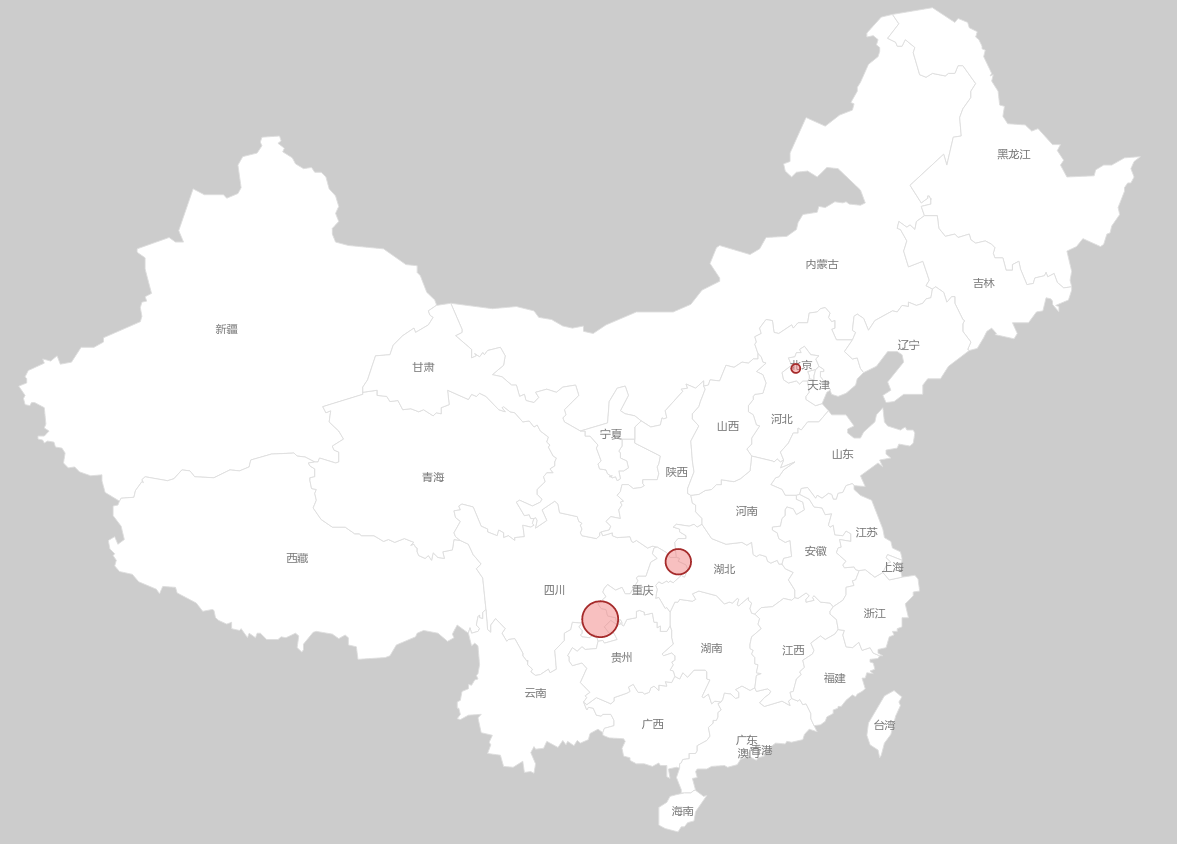 黑龙江
内蒙古
吉林
新疆
辽宁
甘肃
北京
天津
河北
山西
宁夏
山东
陕西
青海
河南
江苏
安徽
西藏
上海
湖北
四川
重庆
浙江
湖南
江西
贵州
福建
云南
广西
台湾
广东
香港
澳门
海南